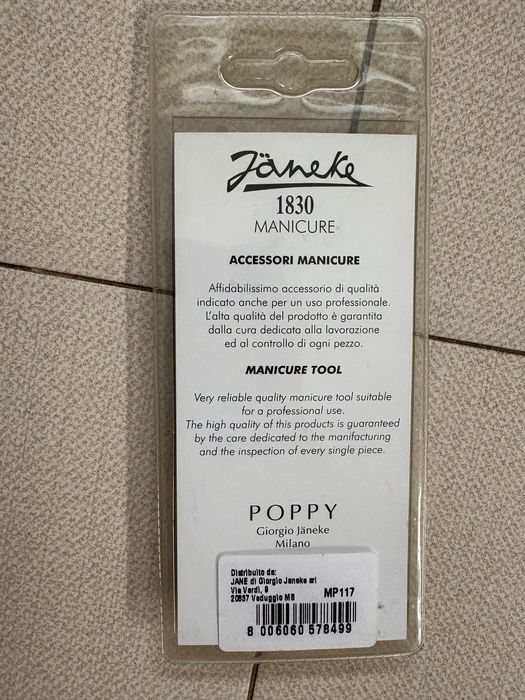 Jäneke
1830
MANICURE
ACCESSORI MANICURE
Affidabilissimo accessorio di qualità
indicato anche per un uso professionale.
L'alta qualità del prodotto è garantita
dalla cura dedicata alla lavorazione
ed al controllo di ogni pezzo.
MANICURE TOOL
Very reliable quality manicure tool suitable
for a professional use.
The high quality of this products is guaranteed
by the care dedicated to the manifacturing
and the inspection of every single piece.
POPPY
Giorgio Jäneke
Milano
Distribuito da:
JANE di Giorgio Janeke srl
Via Verdi, 9
20837 Veduggio MB
MP117
8 006060 578499